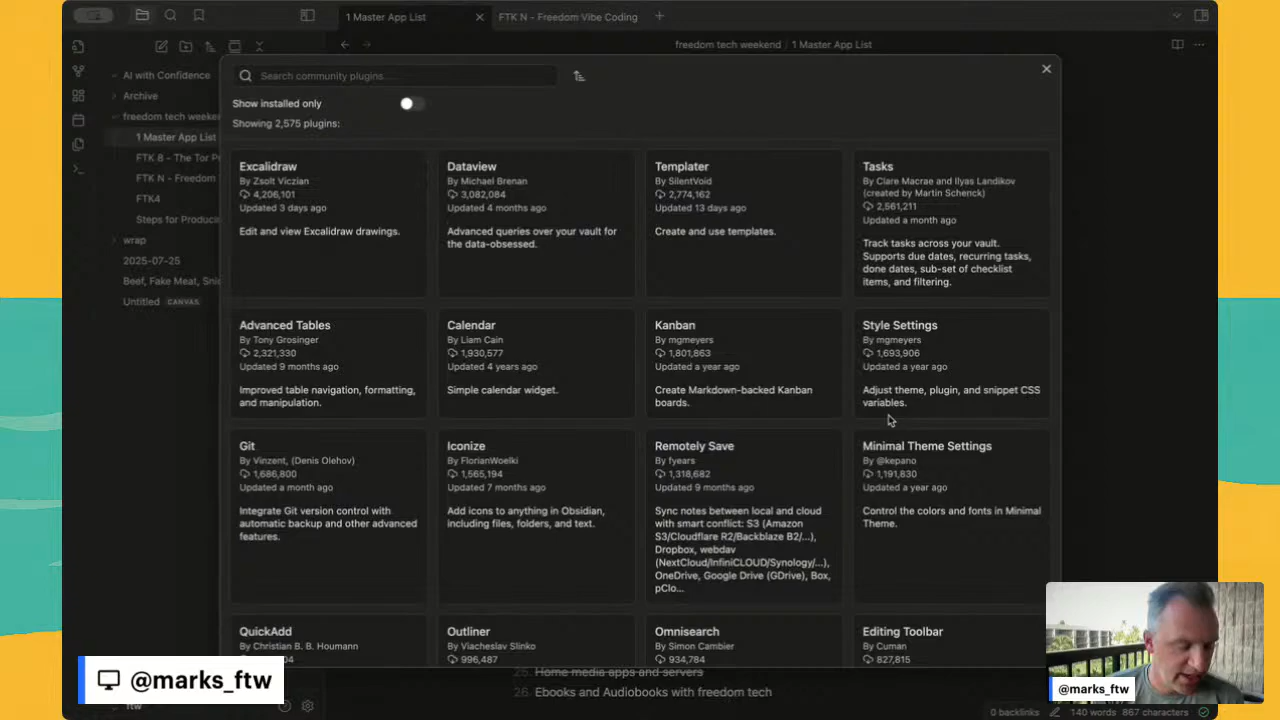 1 Master App List
FTK N - Freedom Vibe Coding
freedom tech weekend / 1 Master App List
AI with Confidence
Archive
freedom tech weeke
1 Master App List
FTK 8 - The Tor P
FTK N - Freedom
FTK4
Steps for Produci
wrap
2025-07-25
Beef, Fake Meat, Sni
Untitled CANVAS
ftw
Search community plugins...
Show installed only
Showing 2,575 plugins:
Excalidraw
By Zsolt Viczian
4,206,101
Updated 3 days ago
Edit and view Excalidraw drawings.
Dataview
By Michael Brenan
3,082,084
Updated 4 months ago
Advanced queries over your vault for
the data-obsessed.
Templater
By SilentVoid
2,774,162
Updated 13 days ago
Create and use templates.
Tasks
By Clare Macrae and Ilyas Landikov
(created by Martin Schenck)
2,561,211
Updated a month ago
Track tasks across your vault.
Supports due dates, recurring tasks,
done dates, sub-set of checklist
items, and filtering.
Advanced Tables
By Tony Grosinger
2,321,330
Updated 9 months ago
Improved table navigation, formatting,
and manipulation.
Calendar
By Liam Cain
1,930,577
Updated 4 years ago
Simple calendar widget.
Kanban
By mgmeyers
1,801,863
Updated a year ago
Create Markdown-backed Kanban
boards.
Style Settings
By mgmeyers
1,693,906
Updated a year ago
Adjust theme, plugin, and snippet CSS
variables.
Git
By Vinzent, (Denis Olehov)
1,686,800
Updated a month ago
Integrate Git version control with
automatic backup and other advanced
features.
Iconize
By FlorianWoelki
1,565,194
Updated 7 months ago
Add icons to anything in Obsidian,
including files, folders, and text.
Remotely Save
By fyears
1,318,682
Updated 9 months ago
Sync notes between local and cloud
with smart conflict: S3 (Amazon
S3/Cloudflare R2/Backblaze B2/...),
Dropbox, webdav
(NextCloud/InfiniCLOUD/Synology/...),
OneDrive, Google Drive (GDrive), Box,
pClo...
Minimal Theme Settings
By @kepano
1,191,830
Updated a year ago
Control the colors and fonts in Minimal
Theme.
QuickAdd
By Christian B. B. Houmann
Outliner
By Viacheslav Slinko
996,487
Omnisearch
By Simon Cambier
934,784
Editing Toolbar
By Cuman
827,815
25. Home media apps and servers
26. Ebooks and Audiobooks with freedom tech
0 backlinks
140 words
867 characters
@marks_ftw
@marks_ftw